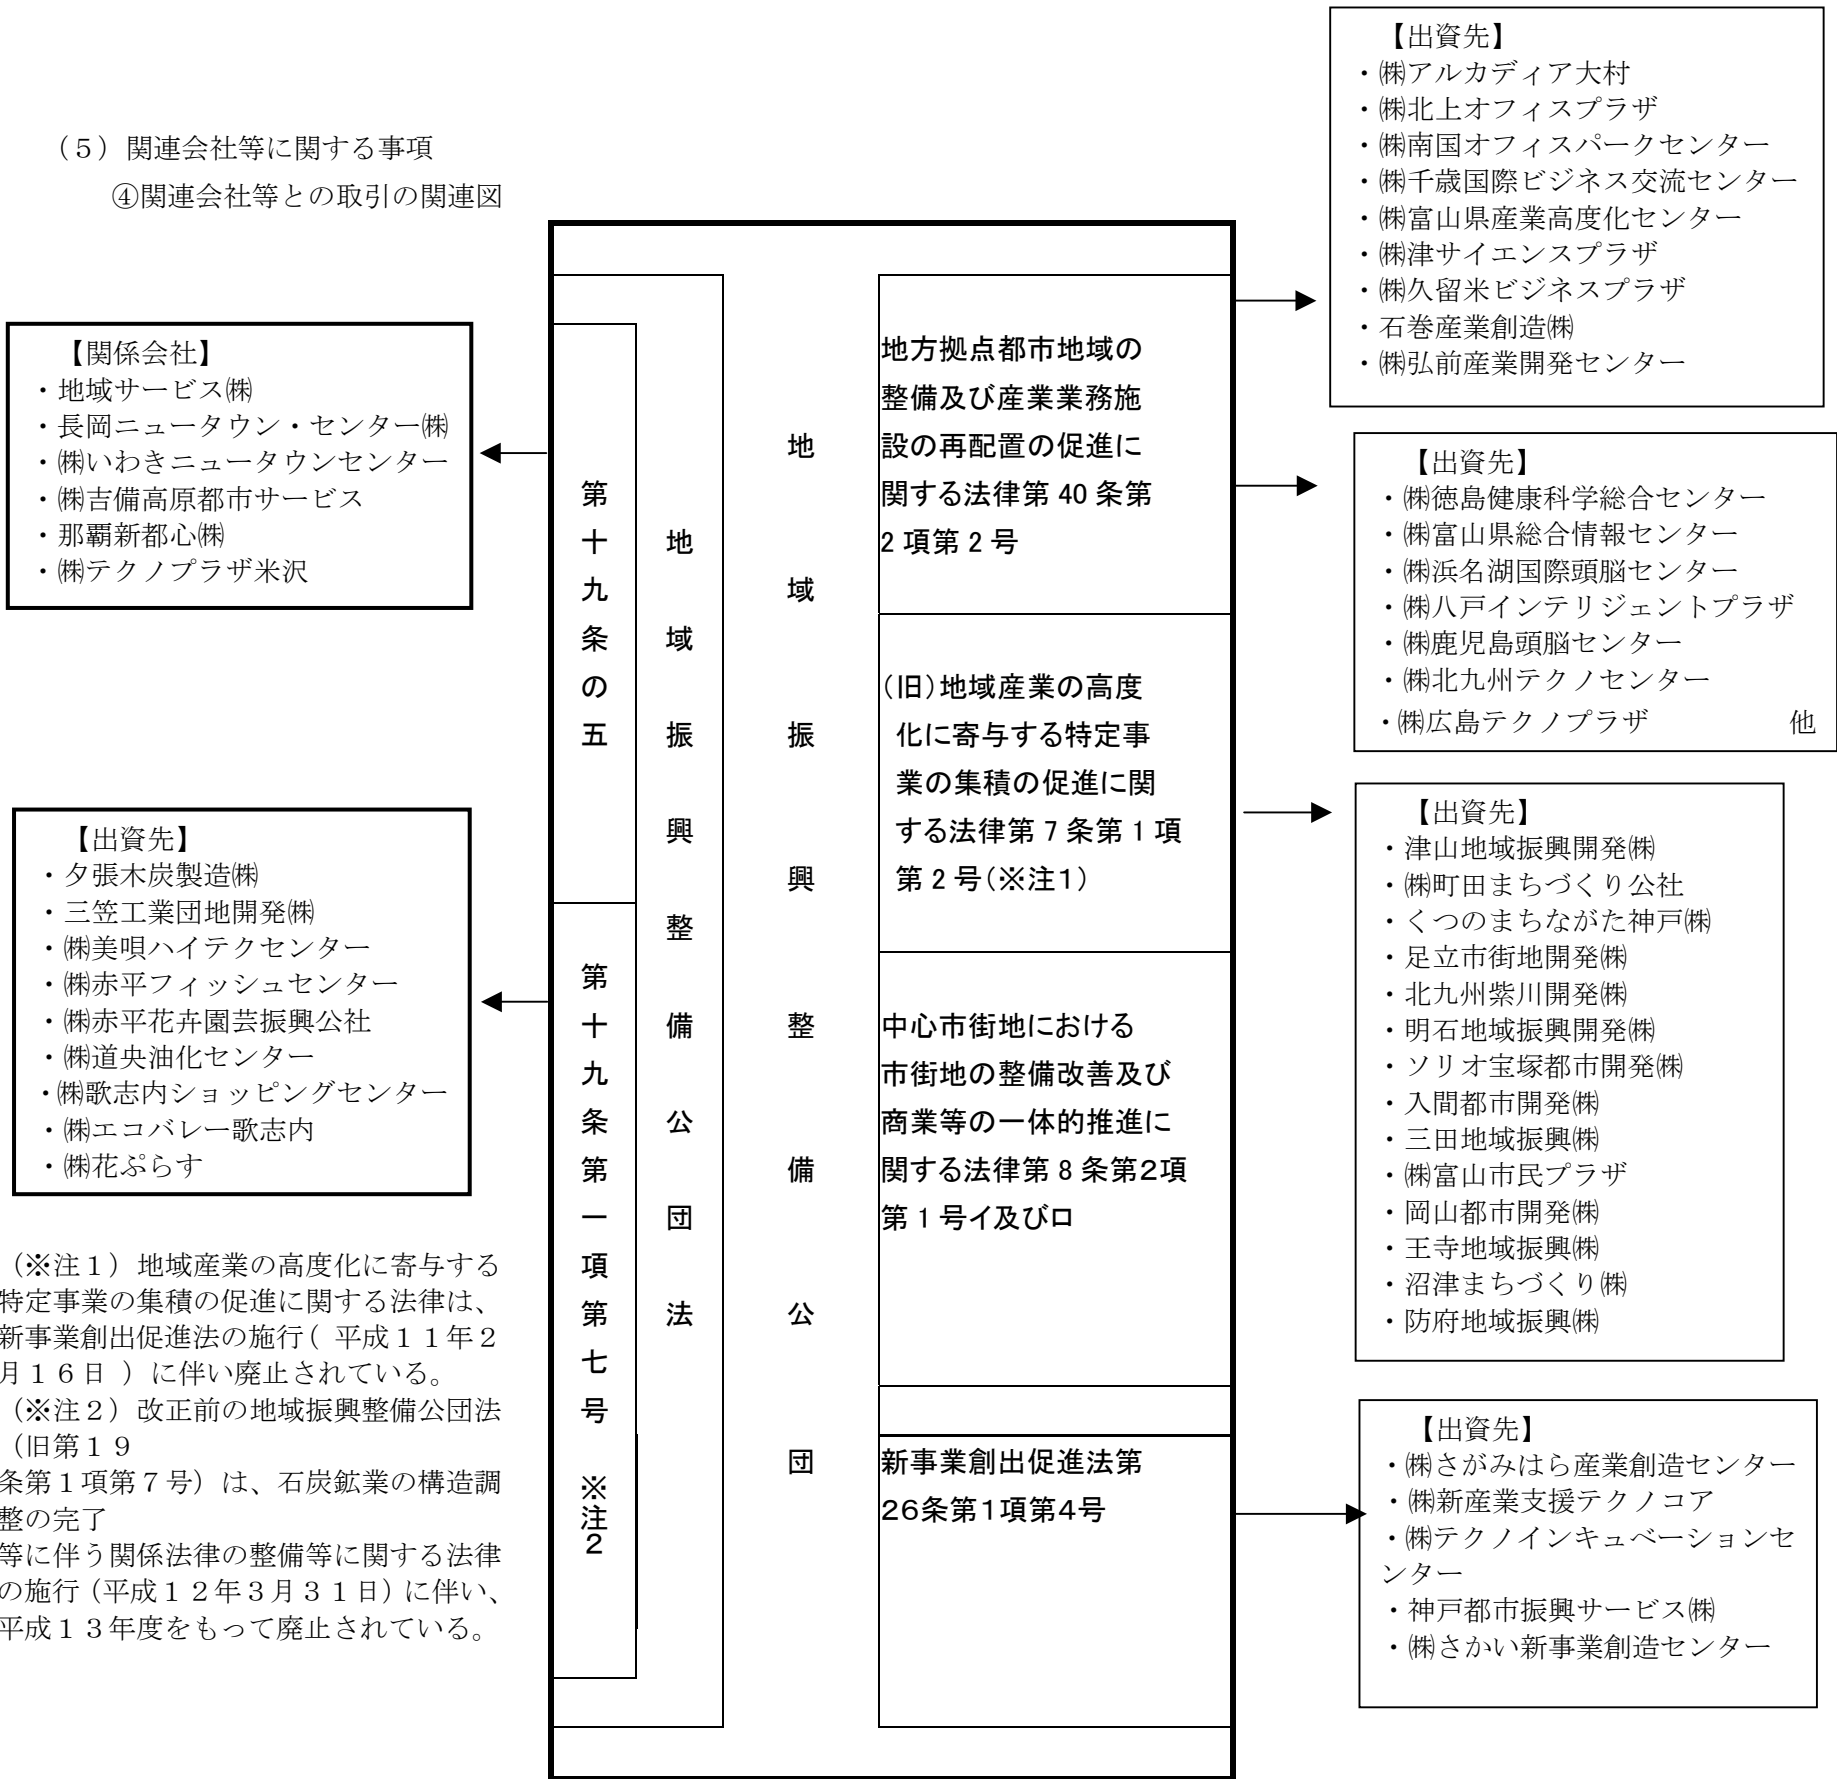 （５）関連会社等に関する事項
④関連会社等との取引の関連図
【関係会社】
・地域サービス㈱
・長岡ニュータウン・センター㈱
・㈱いわきニュータウンセンター
・㈱吉備高原都市サービス
・那覇新都心㈱
・㈱テクノプラザ米沢
【出資先】
・夕張木炭製造㈱
・三笠工業団地開発㈱
・㈱美唄ハイテクセンター
・㈱赤平フィッシュセンター
・㈱赤平花卉園芸振興公社
・㈱道央油化センター
・㈱歌志内ショッピングセンター
・㈱エコバレー歌志内
・㈱花ぷらす
（※注１）地域産業の高度化に寄与する
特定事業の集積の促進に関する法律は、
新事業創出促進法の施行（ 平成１１年２
月１６日 ）に伴い廃止されている。
（※注２）改正前の地域振興整備公団法
（旧第１９
条第１項第７号）は、石炭鉱業の構造調
整の完了
等に伴う関係法律の整備等に関する法律
の施行（平成１２年３月３１日）に伴い、
平成１３年度をもって廃止されている。
第十九条の五
第十九条第一項第七号 ※注２
地域振興整備公団法
地域振興整備公団
地方拠点都市地域の
整備及び産業業務施
設の再配置の促進に
関する法律第 40 条第
2 項第 2 号
（旧）地域産業の高度
化に寄与する特定事
業の集積の促進に関
する法律第 7 条第 1 項
第 2 号（※注１）
中心市街地における
市街地の整備改善及び
商業等の一体的推進に
関する法律第 8 条第２項
第 1 号イ及びロ
新事業創出促進法第
２６条第１項第４号
【出資先】
・㈱アルカディア大村
・㈱北上オフィスプラザ
・㈱南国オフィスパークセンター
・㈱千歳国際ビジネス交流センター
・㈱富山県産業高度化センター
・㈱津サイエンスプラザ
・㈱久留米ビジネスプラザ
・石巻産業創造㈱
・㈱弘前産業開発センター
【出資先】
・㈱徳島健康科学総合センター
・㈱富山県総合情報センター
・㈱浜名湖国際頭脳センター
・㈱八戸インテリジェントプラザ
・㈱鹿児島頭脳センター
・㈱北九州テクノセンター
・㈱広島テクノプラザ 他
【出資先】
・津山地域振興開発㈱
・㈱町田まちづくり公社
・くつのまちながた神戸㈱
・足立市街地開発㈱
・北九州紫川開発㈱
・明石地域振興開発㈱
・ソリオ宝塚都市開発㈱
・入間都市開発㈱
・三田地域振興㈱
・㈱富山市民プラザ
・岡山都市開発㈱
・王寺地域振興㈱
・沼津まちづくり㈱
・防府地域振興㈱
【出資先】
・㈱さがみはら産業創造センター
・㈱新産業支援テクノコア
・㈱テクノインキュベーションセ
ンター
・神戸都市振興サービス㈱
・㈱さかい新事業創造センター